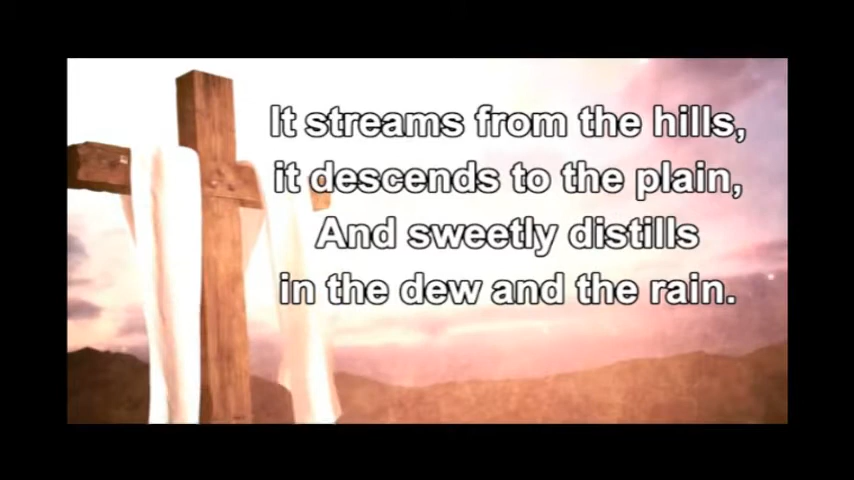 It streams from the hills,
it descends to the plain,
And sweetly distills
in the dew and the rain.